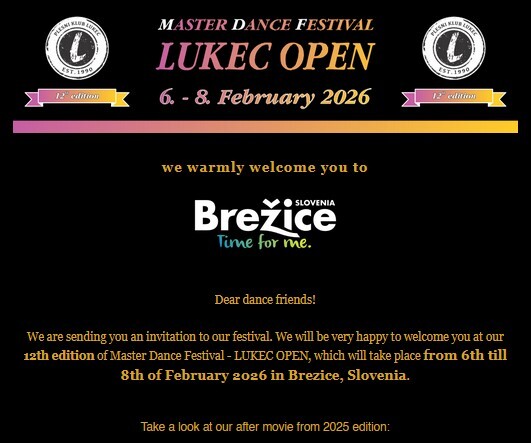 PLESNI KLUB LUKEC
EST. 1990
12th edition
MASTER DANCE FESTIVAL
LUKEC OPEN
6. - 8. February 2026
PLESNI KLUB LUKEC
EST. 1990
12th edition
we warmly welcome you to
SLOVENIA
Brežice
Time for me.
Dear dance friends!
We are sending you an invitation to our festival. We will be very happy to welcome you at our
12th edition of Master Dance Festival - LUKEC OPEN, which will take place from 6th till
8th of February 2026 in Brezice, Slovenia.
Take a look at our after movie from 2025 edition: